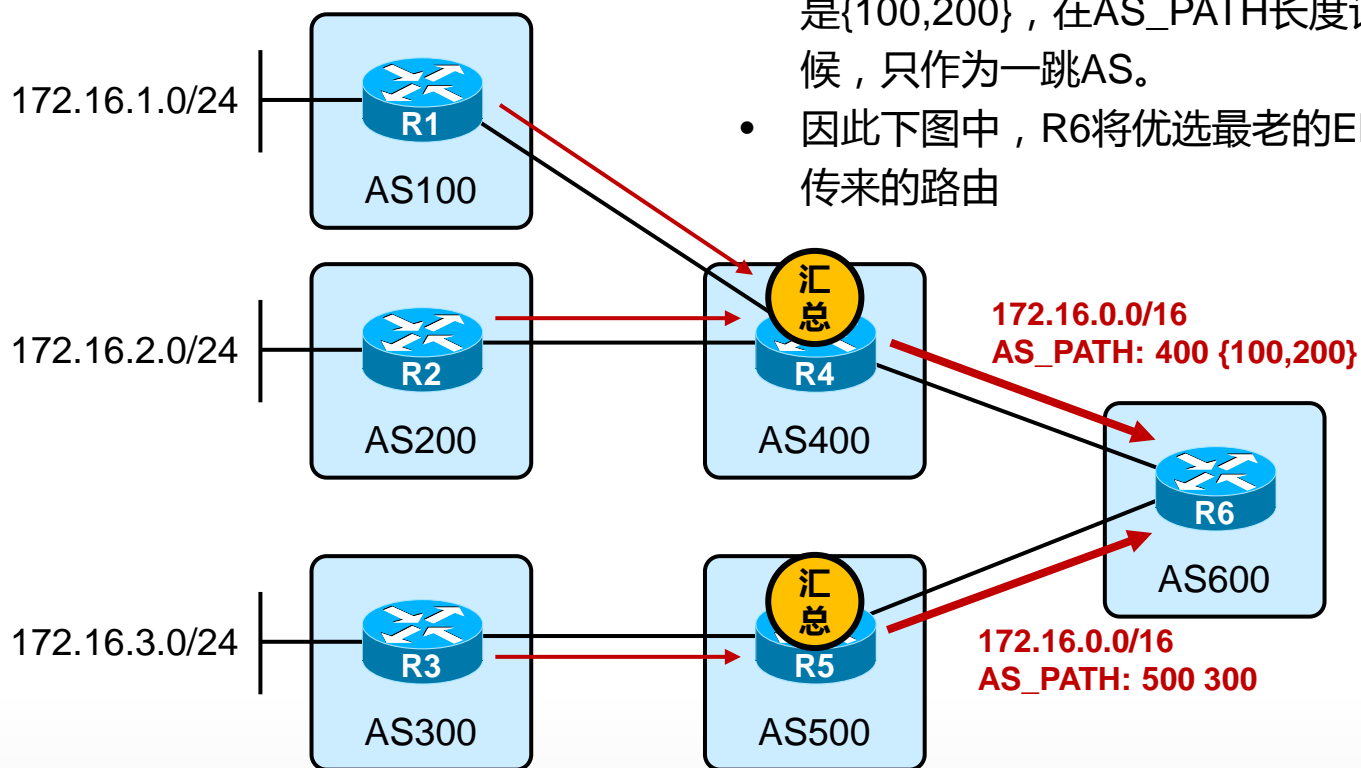 是{100,200}，在AS_PATH长度
候，只作为一跳AS。
• 因此下图中，R6将优选最老的
传来的路由
172.16.1.0/24
R1
AS100
172.16.2.0/24
R2
AS200
汇
总
R4
AS400
172.16.0.0/16
AS_PATH: 400 {100,200}
R6
AS600
172.16.3.0/24
R3
AS300
汇
总
R5
AS500
172.16.0.0/16
AS_PATH: 500 300